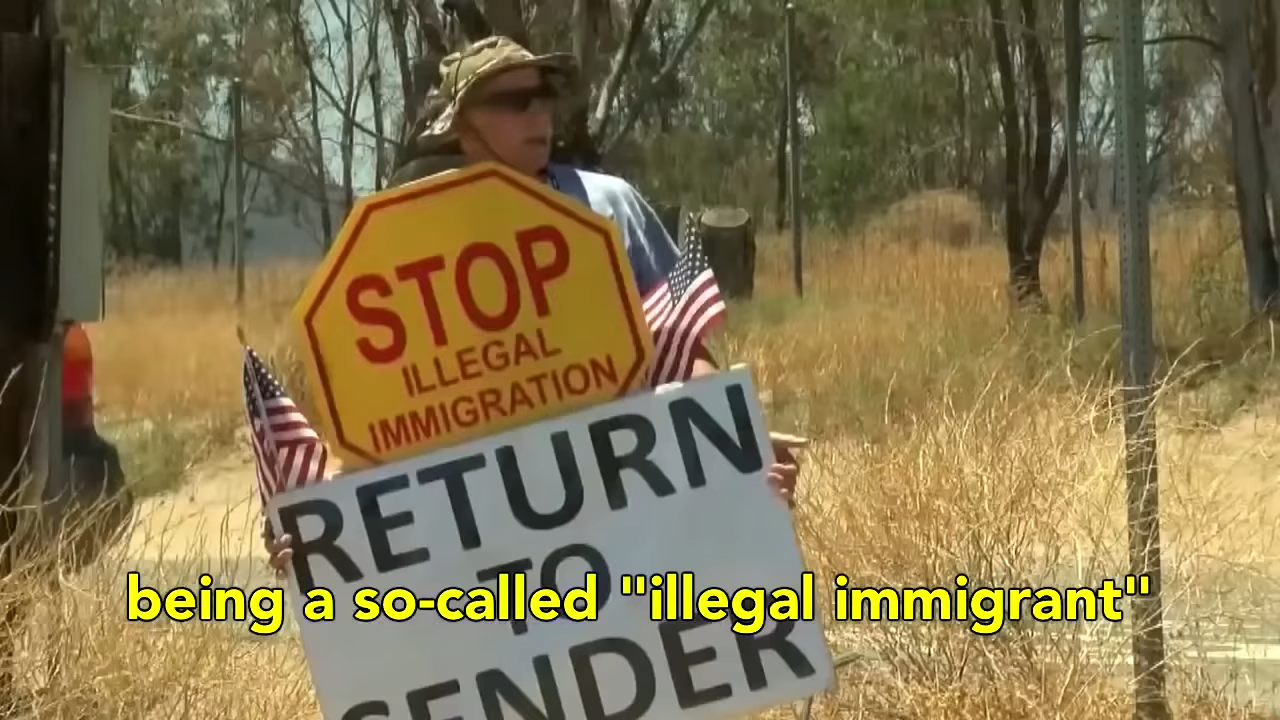 STOP
ILLEGAL
IMMIGRATION
RETURN
TO
SENDER
being a so-called "illegal immigrant"